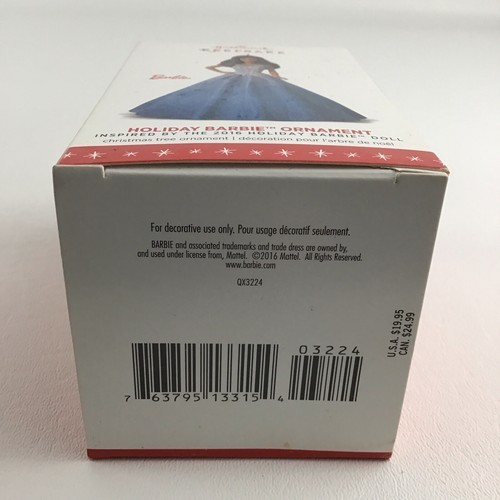 KEEPSAKE
Barbie
HOLIDAY BARBIE™ ORNAMENT
INSPIRED BY THE 2016 HOLIDAY BARBIE™ DOLL
christmas tree ornament | décoration pour l'arbre de noël
For decorative use only. Pour usage décoratif seulement.
BARBIE and associated trademarks and trade dress are owned by,
and used under license from, Mattel. ©2016 Mattel. All Rights Reserved.
www.barbie.com
QX3224
U.S.A. $19.95
CAN. $24.99
03224
7 63795 13315 4